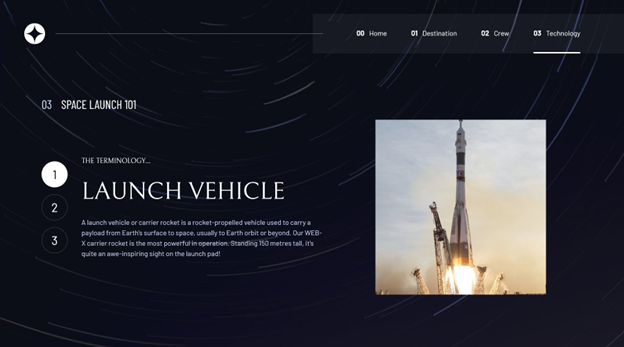 00 Home 01 Destination 02 Crew 03 Technology
03 SPACE LAUNCH 101
THE TERMINOLOGY...
1
LAUNCH VEHICLE
2
A launch vehicle or carrier rocket is a rocket-propelled vehicle used to carry a
payload from Earth's surface to space, usually to Earth orbit or beyond. Our WEB-
X carrier rocket is the most powerful in operation. Standing 150 metres tall, it's
quite an awe-inspiring sight on the launch pad!
3